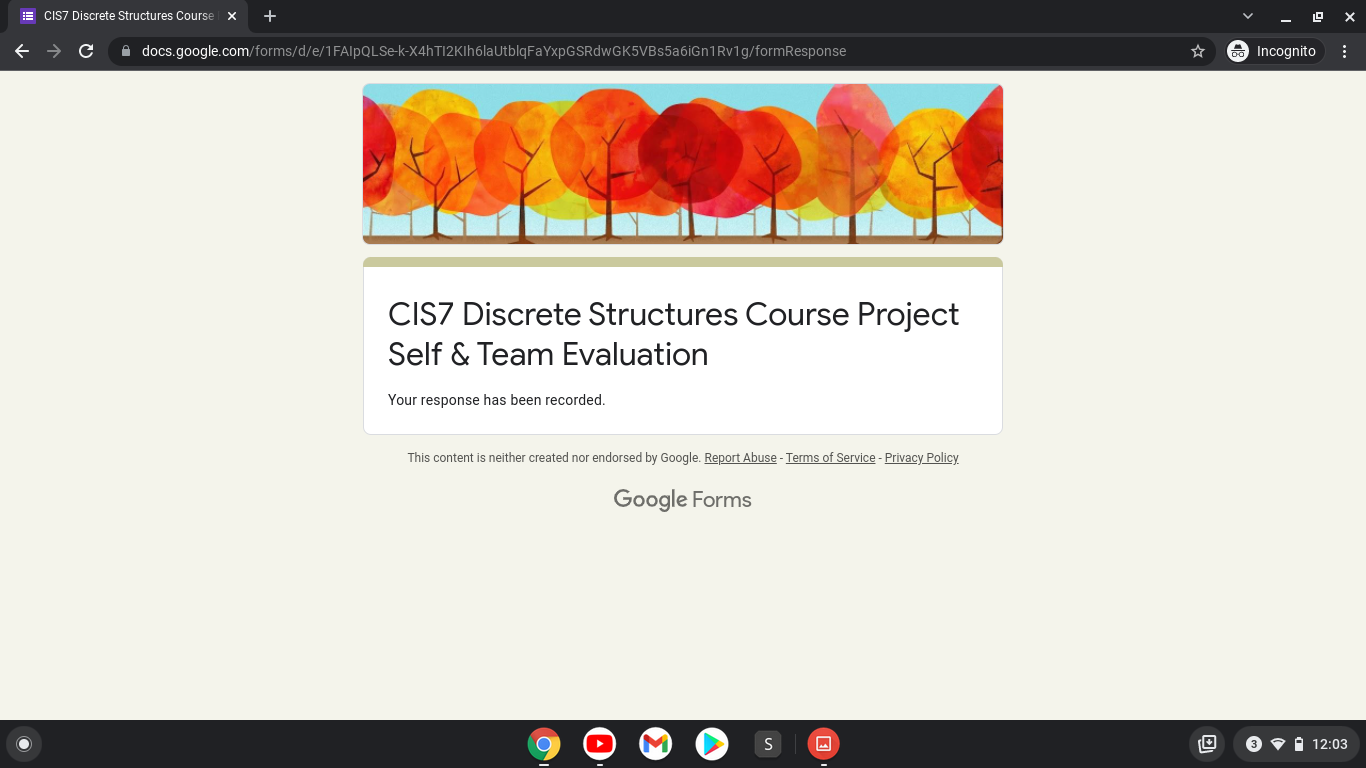 CIS7 Discrete Structures Course
Incognito
docs.google.com/forms/d/e/1FAIpQLSe-k-X4hTI2KIh6laUtblqFaYxpGSRdwGK5VBs5a6iGn1Rv1g/formResponse
CIS7 Discrete Structures Course Project
Self & Team Evaluation
Your response has been recorded.
This content is neither created nor endorsed by Google. Report Abuse - Terms of Service - Privacy Policy
Google Forms
S
3 12:03